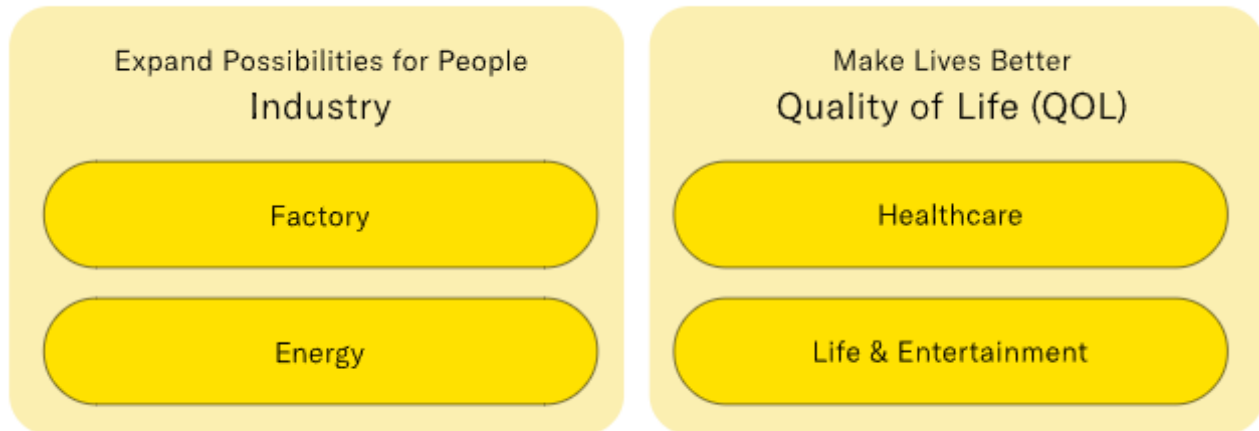 Expand Possibilities for People
Industry
Factory
Energy
Make Lives Better
Quality of Life (QOL)
Healthcare
Life & Entertainment